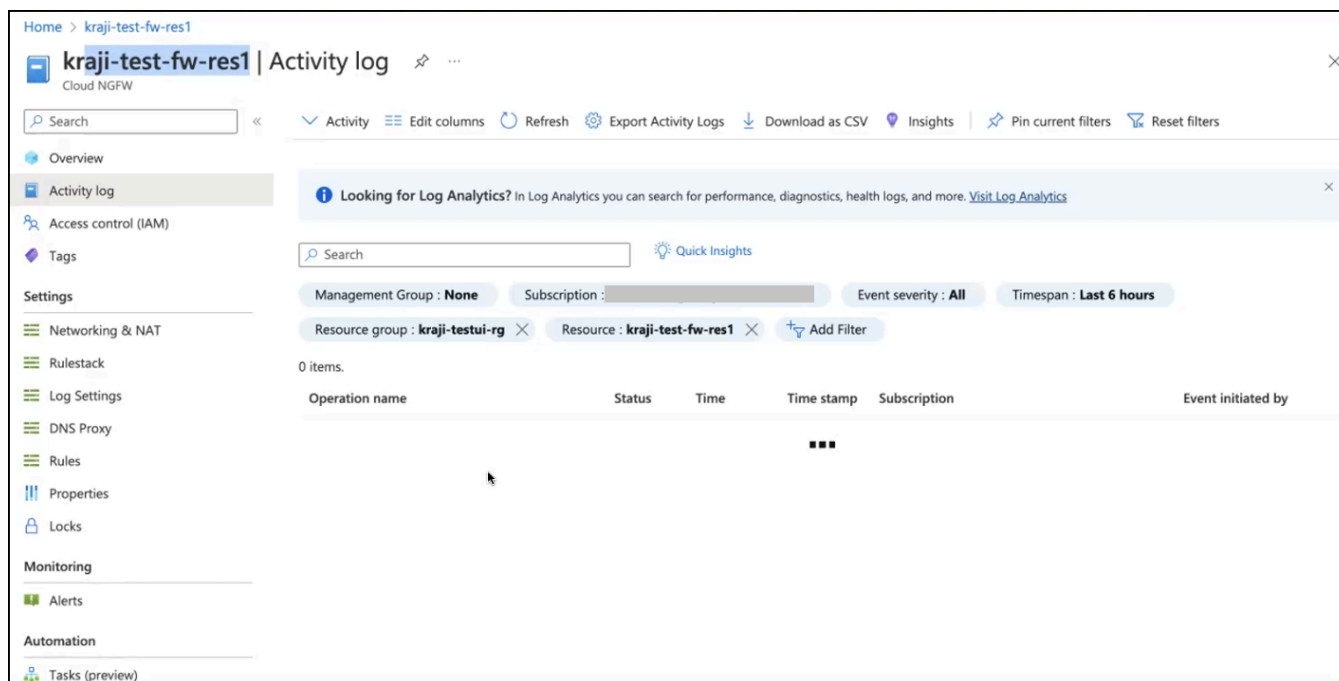 Home > kraji-test-fw-res1
kraji-test-fw-res1 | Activity log
Cloud NGFW
Search
Overview
Activity log
Access control (IAM)
Tags
Settings
Networking & NAT
Rulestack
Log Settings
DNS Proxy
Rules
Properties
Locks
Monitoring
Alerts
Automation
Tasks (preview)
Activity Edit columns Refresh Export Activity Logs Download as CSV Insights Pin current filters Reset filters
Looking for Log Analytics? In Log Analytics you can search for performance, diagnostics, health logs, and more. Visit Log Analytics
Search Quick Insights
Management Group : None Subscription : Event severity : All Timespan : Last 6 hours
Resource group : kraji-testui-rg Resource : kraji-test-fw-res1 Add Filter
0 items.
Operation name Status Time Time stamp Subscription Event initiated by